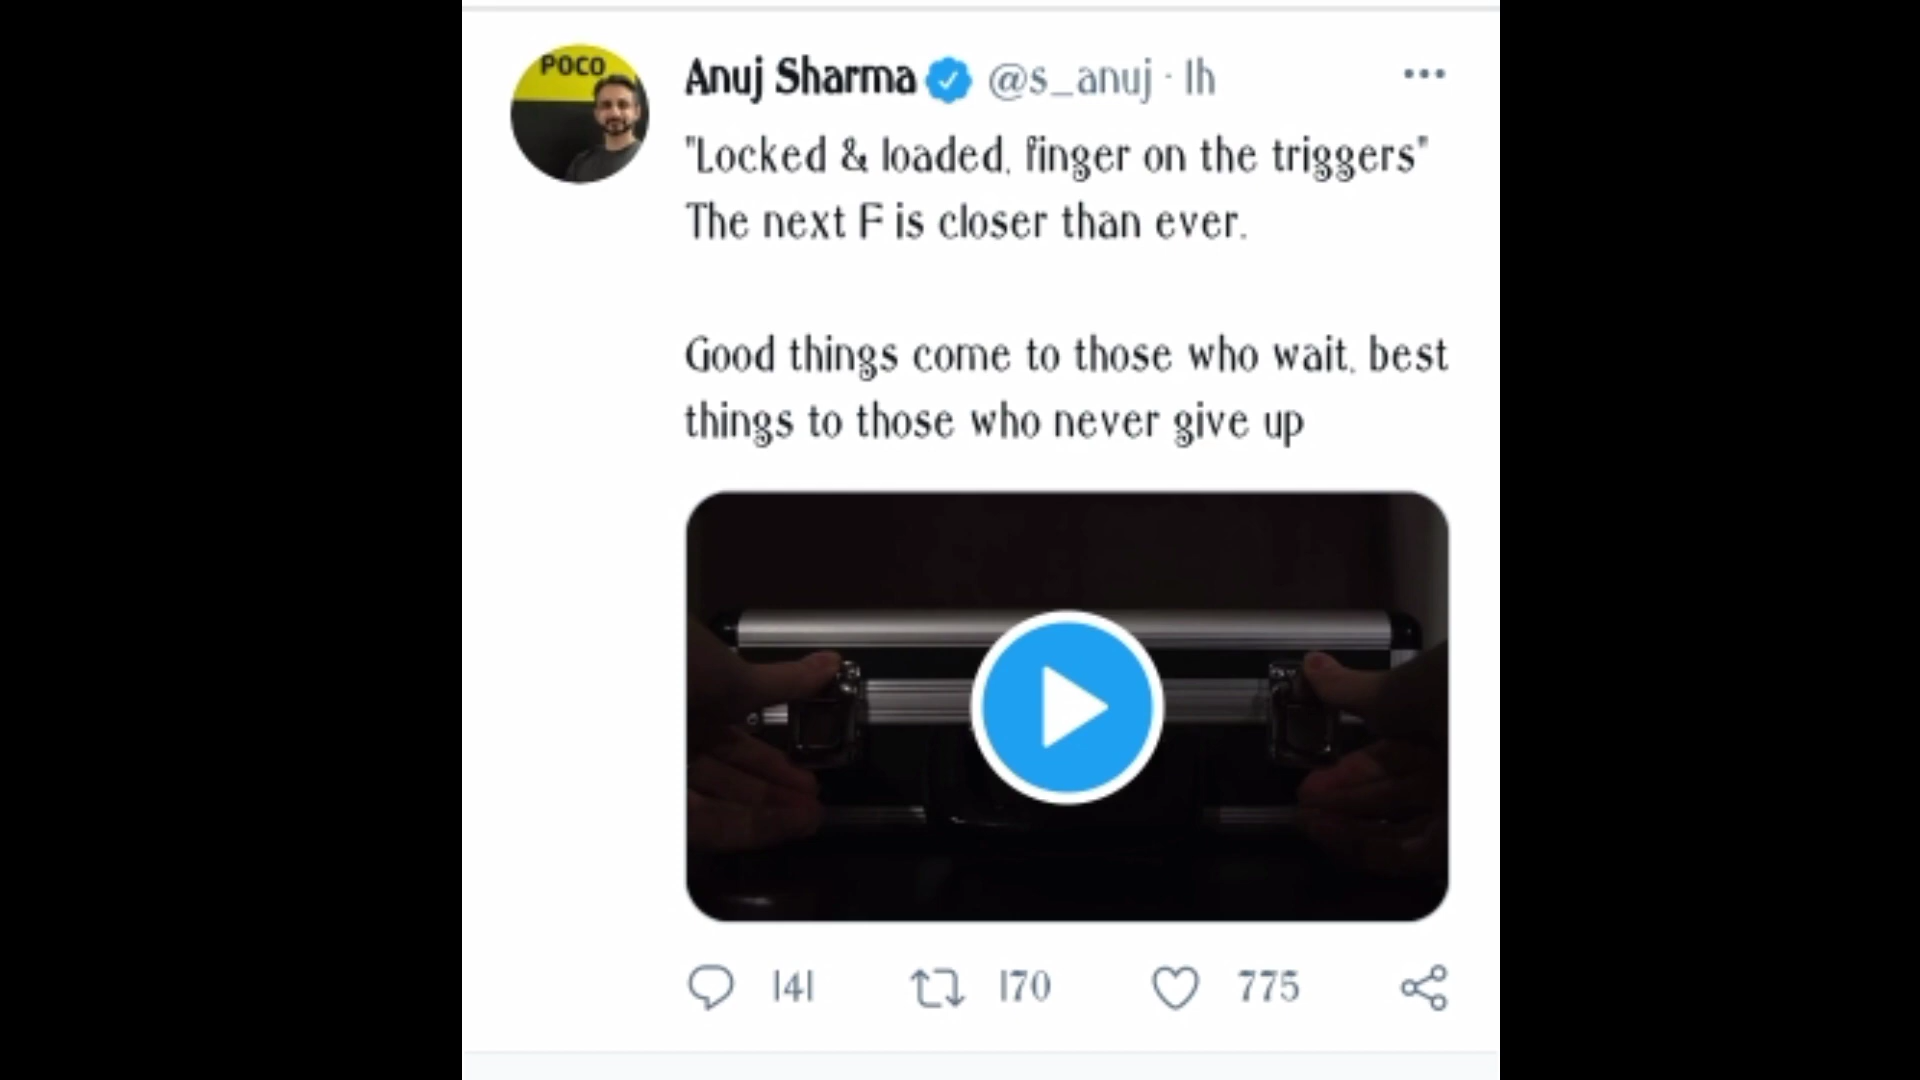 POCO
Anuj Sharma @s_anuj · 1h
"Locked & loaded, finger on the triggers"
The next F is closer than ever.
Good things come to those who wait, best
things to those who never give up
141 170 775